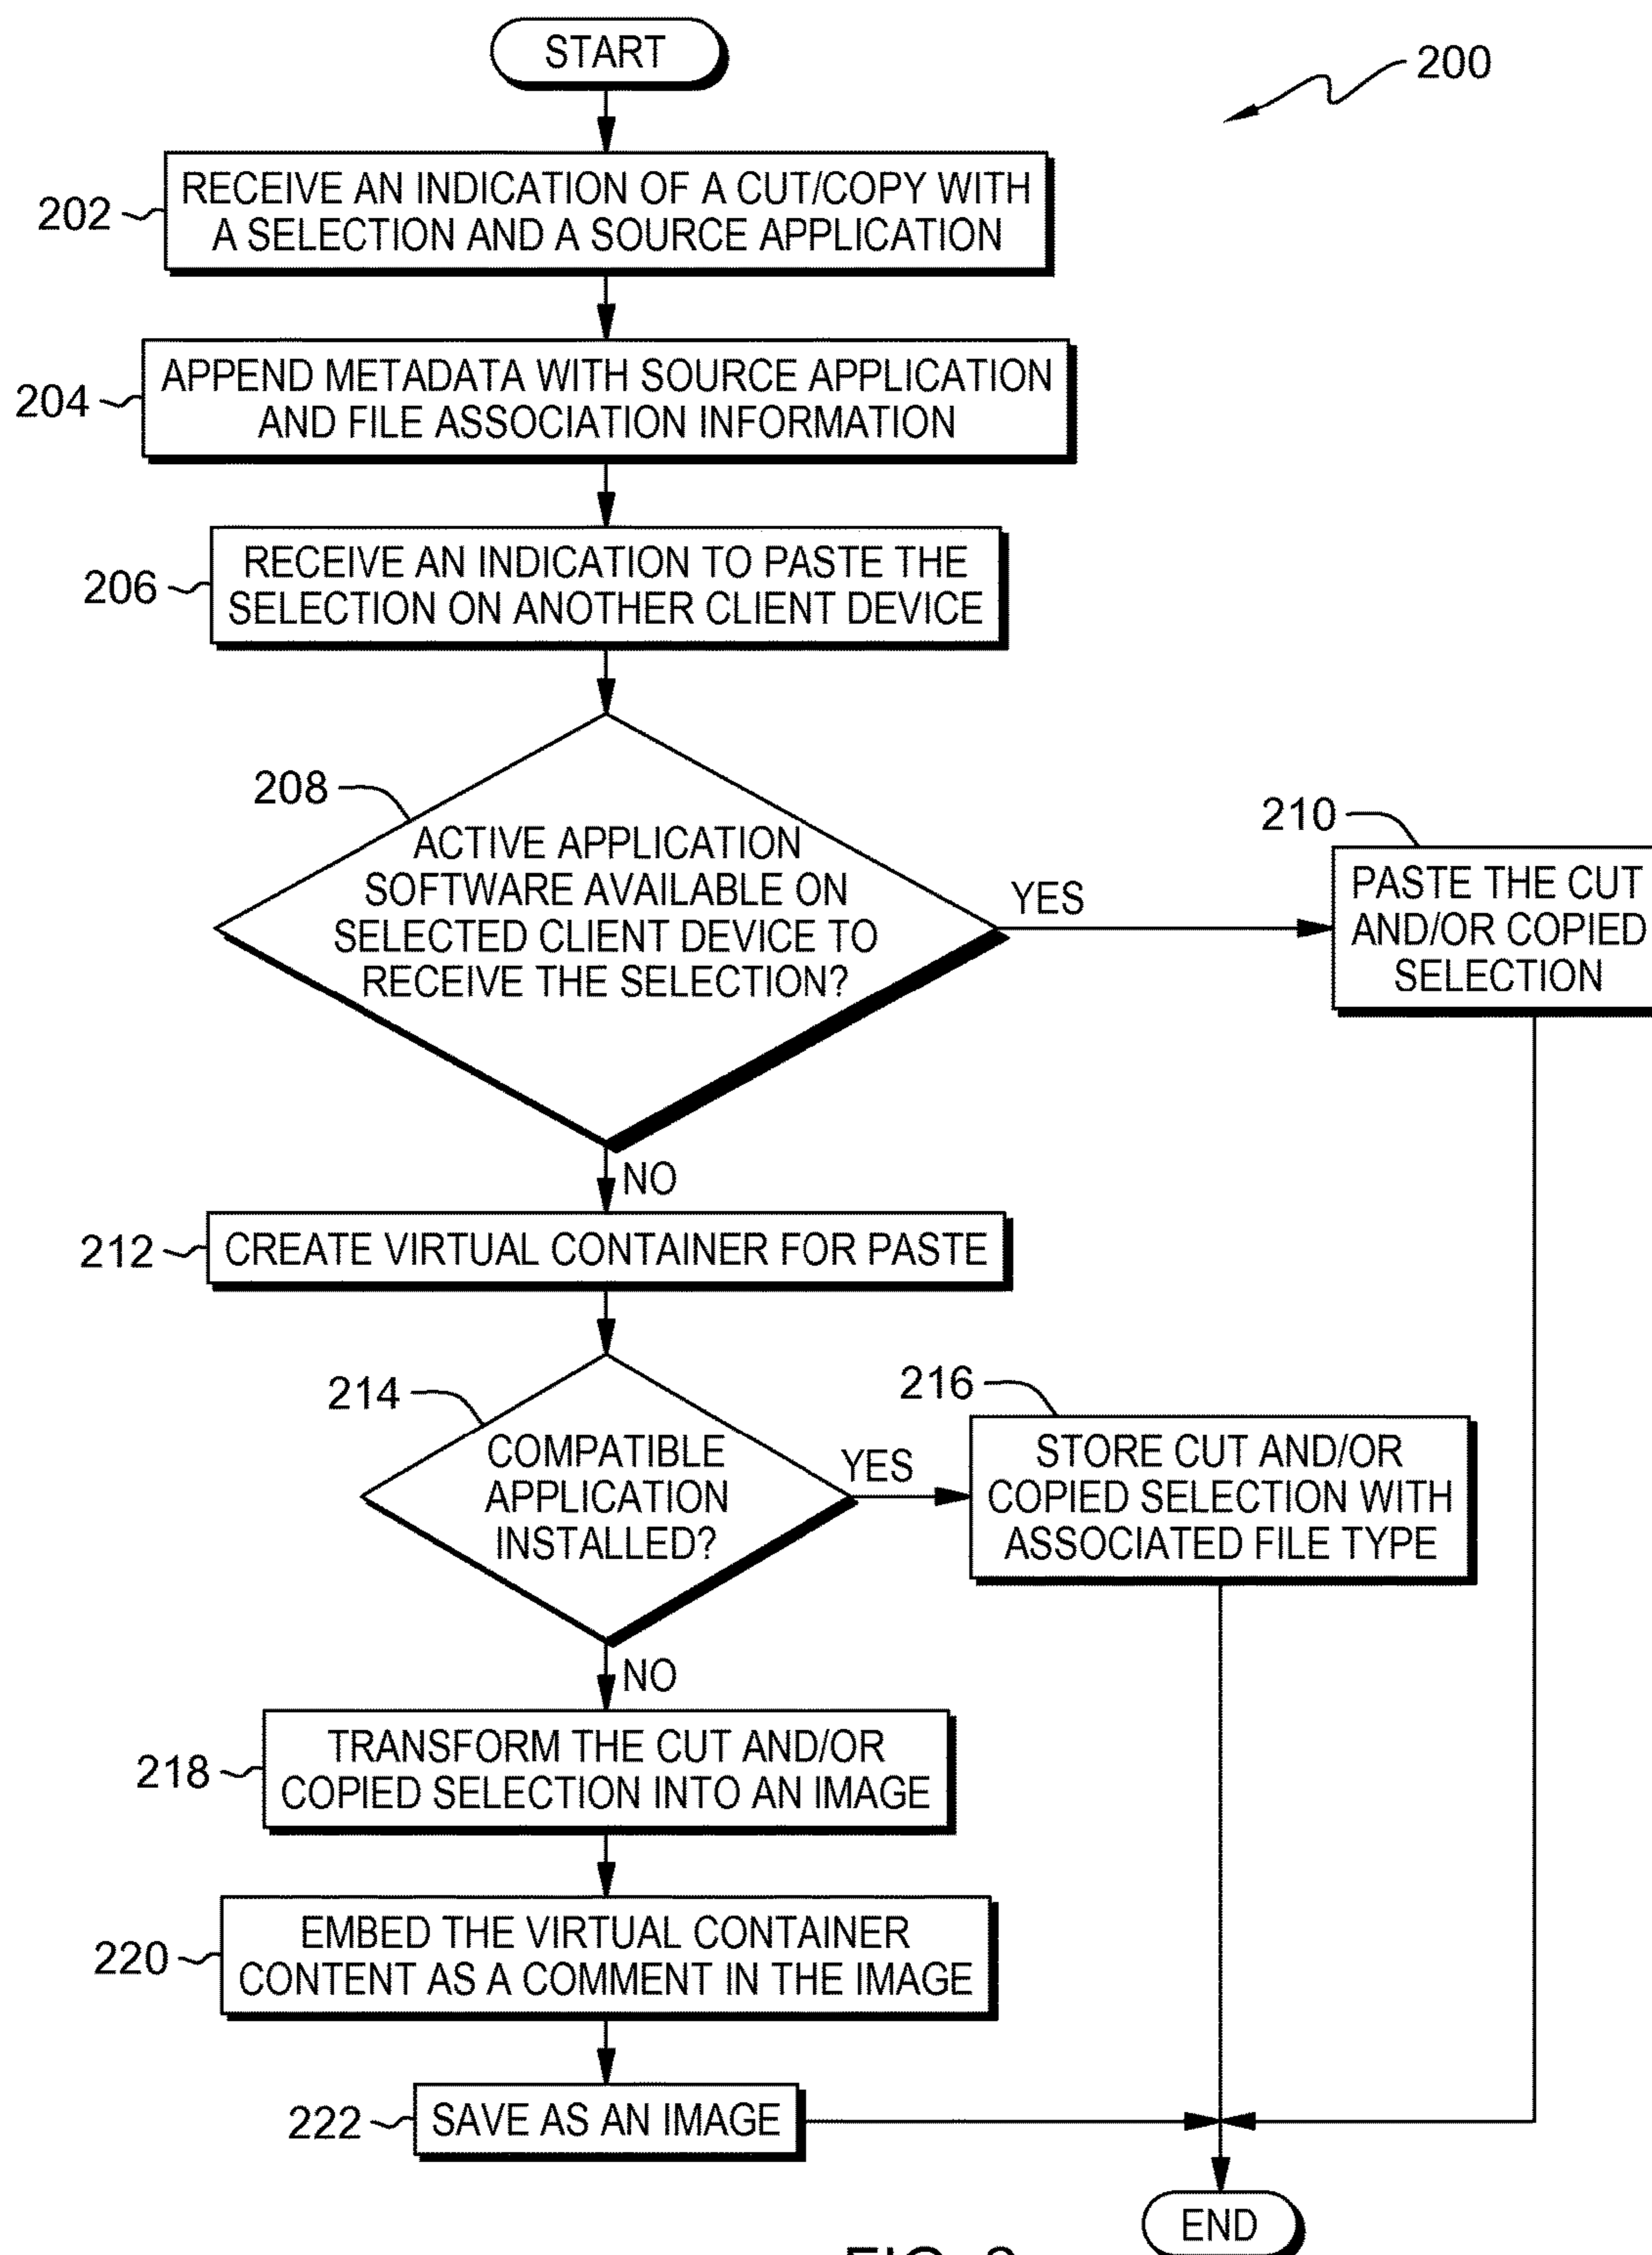 START
200
202
RECEIVE AN INDICATION OF A CUT/COPY WITH
A SELECTION AND A SOURCE APPLICATION
204
APPEND METADATA WITH SOURCE APPLICATION
AND FILE ASSOCIATION INFORMATION
206
RECEIVE AN INDICATION TO PASTE THE
SELECTION ON ANOTHER CLIENT DEVICE
208
ACTIVE APPLICATION
SOFTWARE AVAILABLE ON
SELECTED CLIENT DEVICE TO
RECEIVE THE SELECTION?
YES
210
PASTE THE CUT
AND/OR COPIED
SELECTION
NO
212
CREATE VIRTUAL CONTAINER FOR PASTE
214
COMPATIBLE
APPLICATION
INSTALLED?
YES
216
STORE CUT AND/OR
COPIED SELECTION WITH
ASSOCIATED FILE TYPE
NO
218
TRANSFORM THE CUT AND/OR
COPIED SELECTION INTO AN IMAGE
220
EMBED THE VIRTUAL CONTAINER
CONTENT AS A COMMENT IN THE IMAGE
222
SAVE AS AN IMAGE
END
FIG.